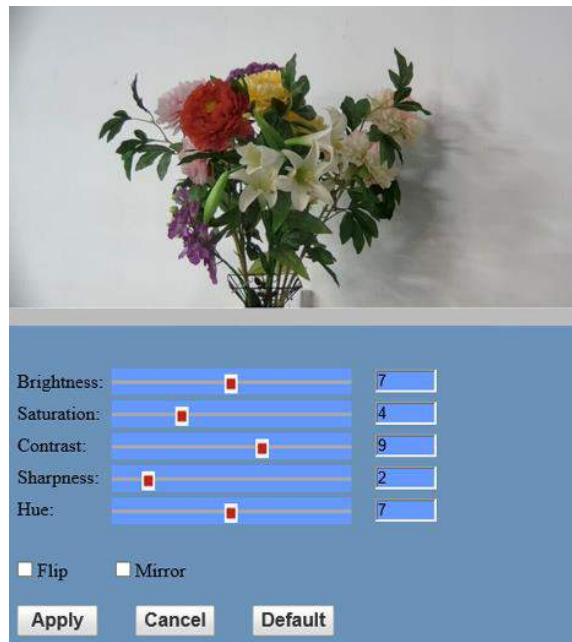 Brightness: 7
Saturation: 4
Contrast: 9
Sharpness: 2
Hue: 7
Flip Mirror
Apply Cancel Default